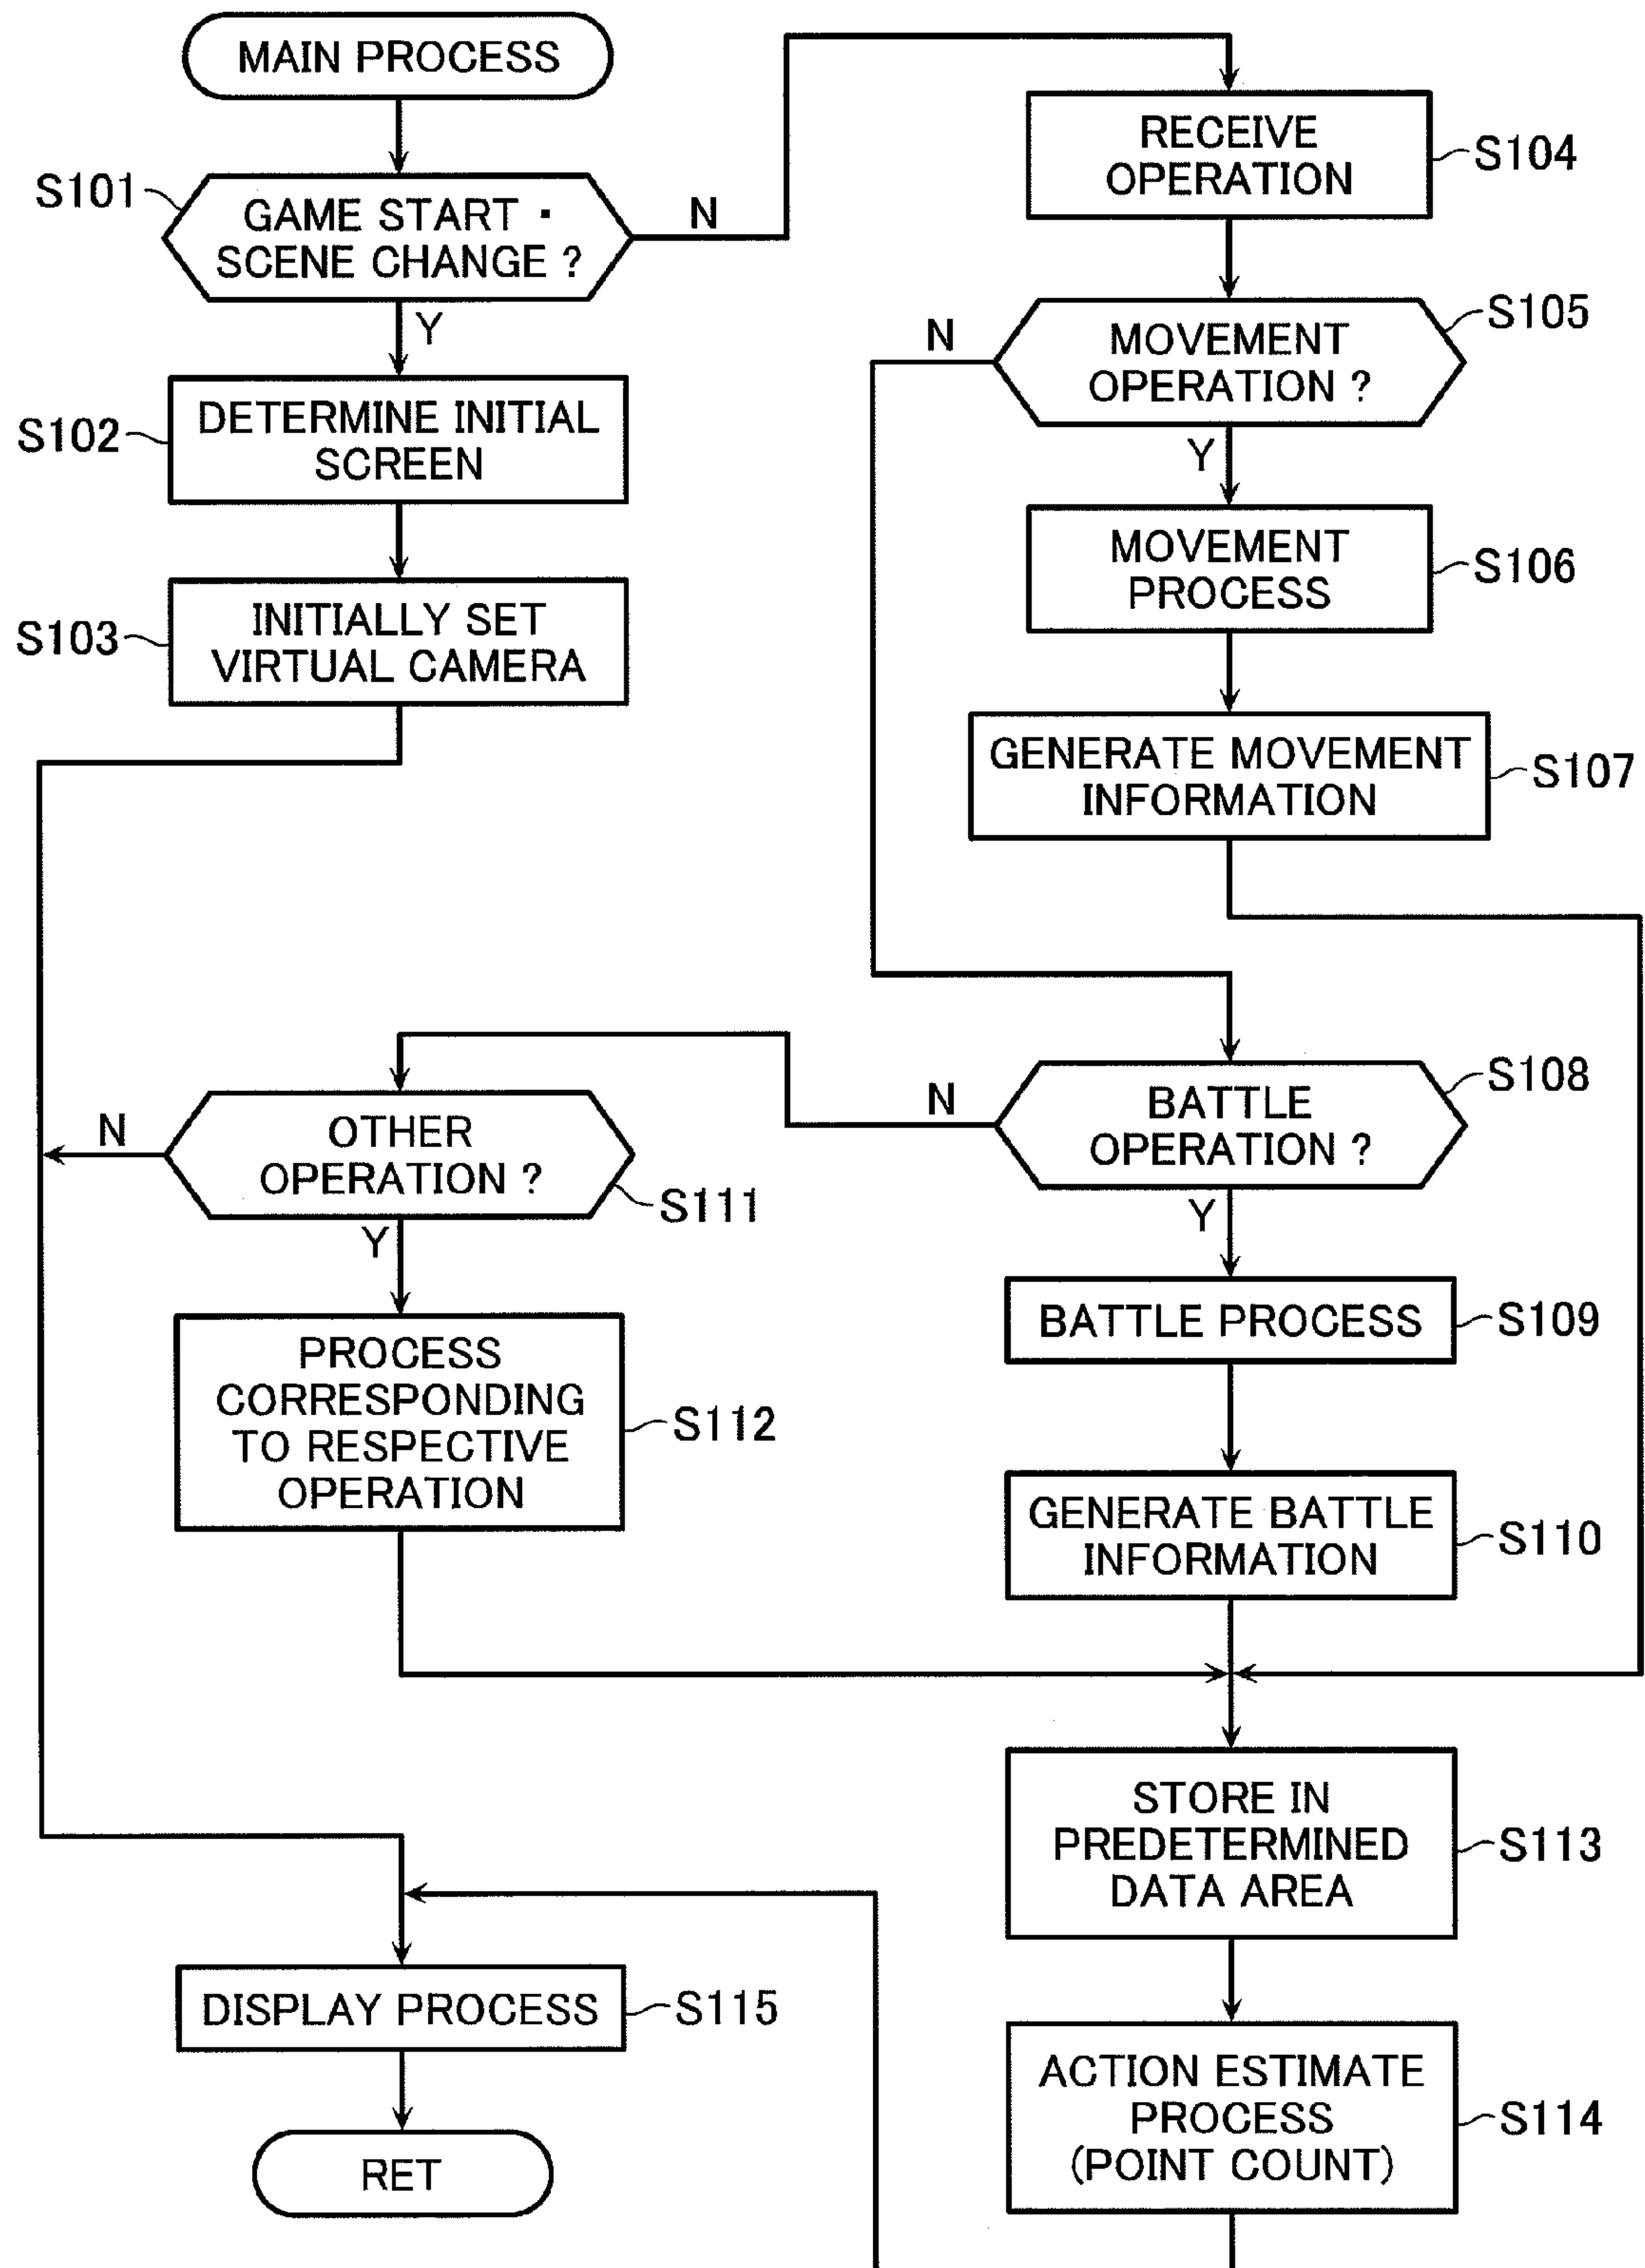 MAIN PROCESS
S101
GAME START・
SCENE CHANGE ?
N
Y
S102
DETERMINE INITIAL
SCREEN
S103
INITIALLY SET
VIRTUAL CAMERA
RECEIVE
OPERATION
S104
MOVEMENT
OPERATION ?
S105
N
Y
MOVEMENT
PROCESS
S106
GENERATE MOVEMENT
INFORMATION
S107
BATTLE
OPERATION ?
S108
N
Y
BATTLE PROCESS
S109
GENERATE BATTLE
INFORMATION
S110
OTHER
OPERATION ?
S111
N
Y
PROCESS
CORRESPONDING
TO RESPECTIVE
OPERATION
S112
STORE IN
PREDETERMINED
DATA AREA
S113
ACTION ESTIMATE
PROCESS
(POINT COUNT)
S114
DISPLAY PROCESS
S115
RET